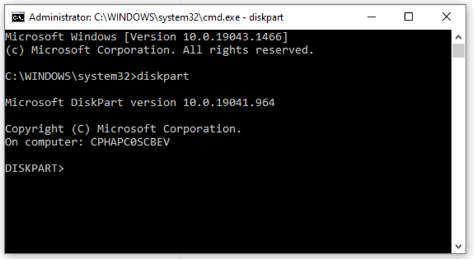 Administrator: C:\WINDOWS\system32\cmd.exe - diskpart
Microsoft Windows [Version 10.0.19043.1466]
(c) Microsoft Corporation. All rights reserved.
C:\WINDOWS\system32>diskpart
Microsoft DiskPart version 10.0.19041.964
Copyright (C) Microsoft Corporation.
On computer: CPHAPC0SCBEV
DISKPART>